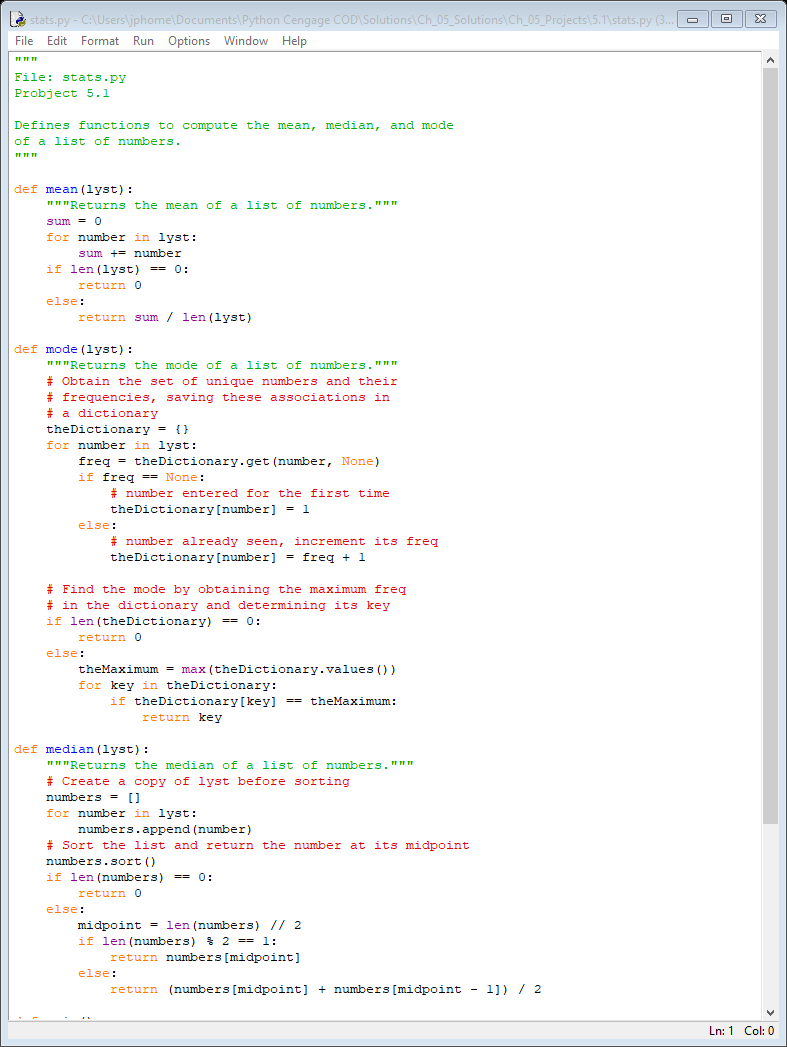 stats.py - C:\Users\jphome\Documents\Python Cengage COD\Solutions\Ch_05_Solutions\Ch_05_Projects\5.1\stats.py (3...
File Edit Format Run Options Window Help
"""
File: stats.py
Probject 5.1

Defines functions to compute the mean, median, and mode
of a list of numbers.
"""

def mean(lyst):
    """Returns the mean of a list of numbers."""
    sum = 0
    for number in lyst:
        sum += number
    if len(lyst) == 0:
        return 0
    else:
        return sum / len(lyst)

def mode(lyst):
    """Returns the mode of a list of numbers."""
    # Obtain the set of unique numbers and their
    # frequencies, saving these associations in
    # a dictionary
    theDictionary = {}
    for number in lyst:
        freq = theDictionary.get(number, None)
        if freq == None:
            # number entered for the first time
            theDictionary[number] = 1
        else:
            # number already seen, increment its freq
            theDictionary[number] = freq + 1

    # Find the mode by obtaining the maximum freq
    # in the dictionary and determining its key
    if len(theDictionary) == 0:
        return 0
    else:
        theMaximum = max(theDictionary.values())
        for key in theDictionary:
            if theDictionary[key] == theMaximum:
                return key

def median(lyst):
    """Returns the median of a list of numbers."""
    # Create a copy of lyst before sorting
    numbers = []
    for number in lyst:
        numbers.append(number)
    # Sort the list and return the number at its midpoint
    numbers.sort()
    if len(numbers) == 0:
        return 0
    else:
        midpoint = len(numbers) // 2
        if len(numbers) % 2 == 1:
            return numbers[midpoint]
        else:
            return (numbers[midpoint] + numbers[midpoint - 1]) / 2
Ln: 1 Col: 0